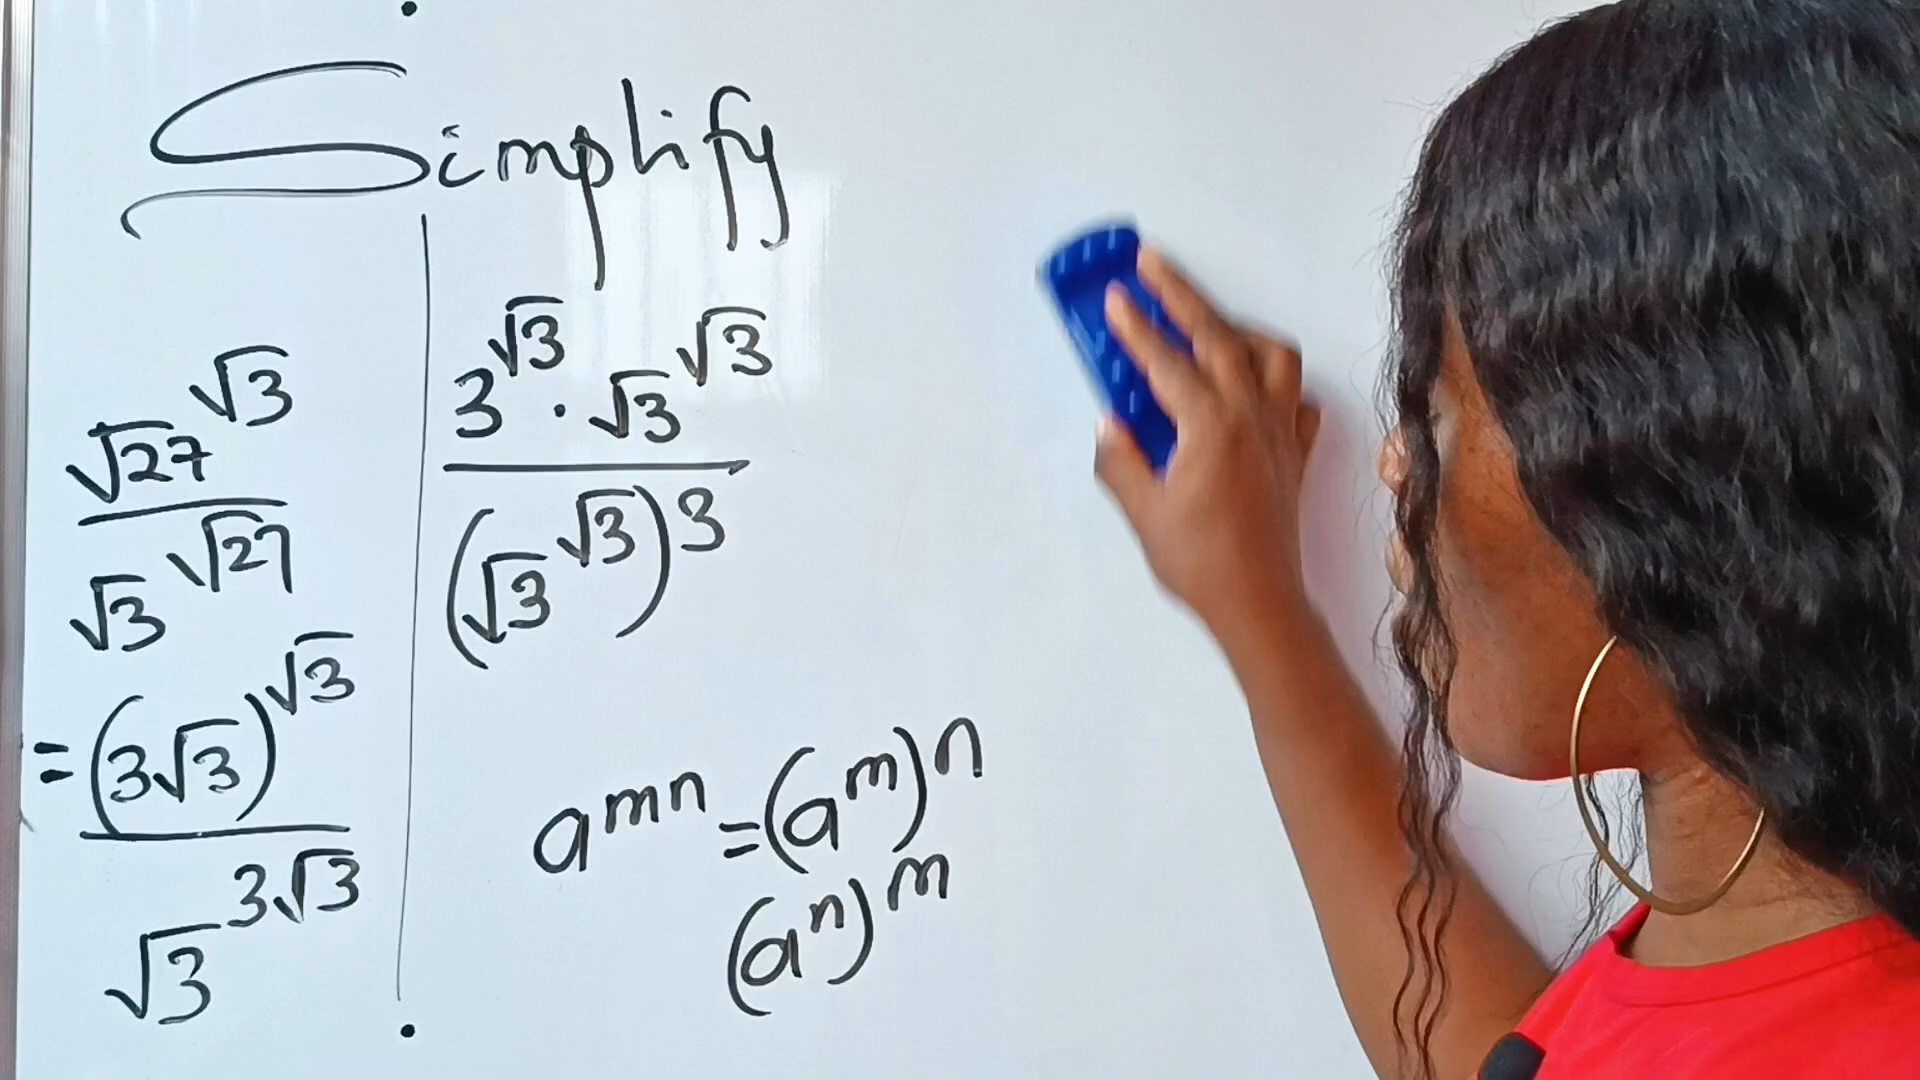 Simplify
√27^√3
√3^√27
=(3√3)^√3
√3^3√3
3^√3 · √3^√3
(√3^√3)^3
a^mn = (a^m)^n
(a^n)^m